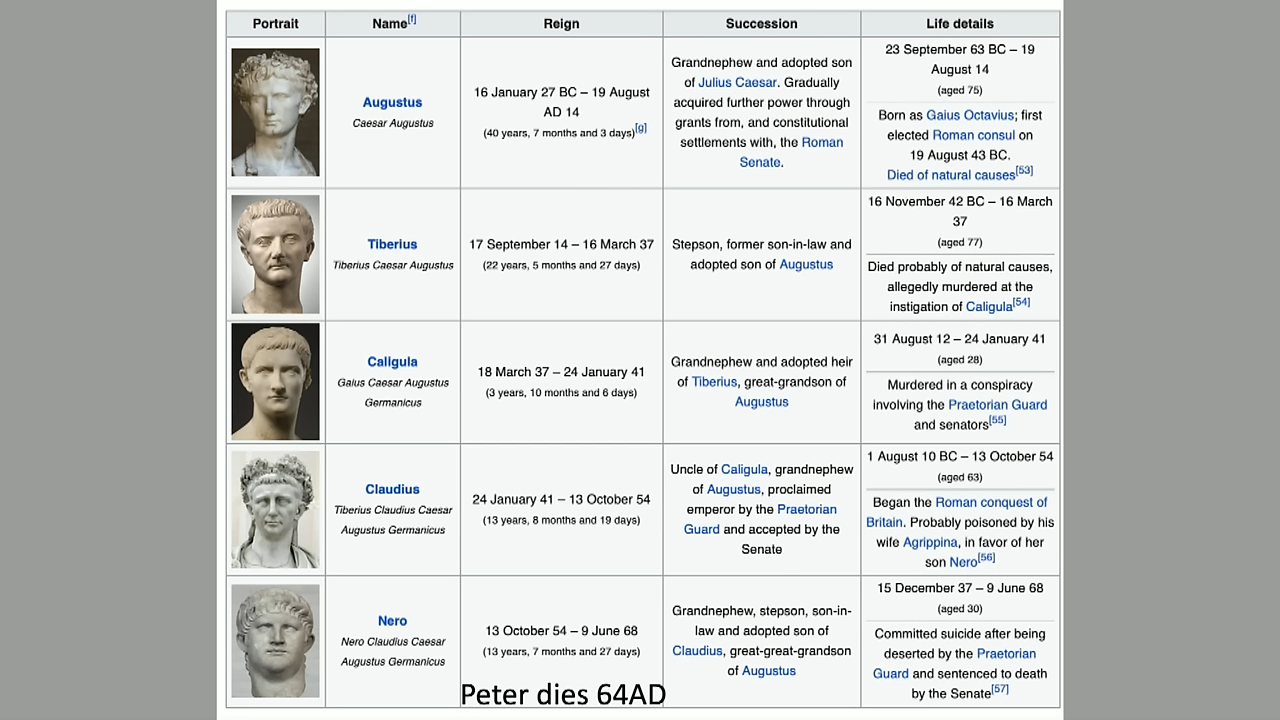 Portrait
Name[f]
Reign
Succession
Life details
Augustus
Caesar Augustus
16 January 27 BC – 19 August
AD 14
(40 years, 7 months and 3 days)[g]
Grandnephew and adopted son
of Julius Caesar. Gradually
acquired further power through
grants from, and constitutional
settlements with, the Roman
Senate.
23 September 63 BC – 19
August 14
(aged 75)
Born as Gaius Octavius; first
elected Roman consul on
19 August 43 BC.
Died of natural causes[53]
Tiberius
Tiberius Caesar Augustus
17 September 14 – 16 March 37
(22 years, 5 months and 27 days)
Stepson, former son-in-law and
adopted son of Augustus
16 November 42 BC – 16 March
37
(aged 77)
Died probably of natural causes,
allegedly murdered at the
instigation of Caligula[54]
Caligula
Gaius Caesar Augustus
Germanicus
18 March 37 – 24 January 41
(3 years, 10 months and 6 days)
Grandnephew and adopted heir
of Tiberius, great-grandson of
Augustus
31 August 12 – 24 January 41
(aged 28)
Murdered in a conspiracy
involving the Praetorian Guard
and senators[55]
Claudius
Tiberius Claudius Caesar
Augustus Germanicus
24 January 41 – 13 October 54
(13 years, 8 months and 19 days)
Uncle of Caligula, grandnephew
of Augustus, proclaimed
emperor by the Praetorian
Guard and accepted by the
Senate
1 August 10 BC – 13 October 54
(aged 63)
Began the Roman conquest of
Britain. Probably poisoned by his
wife Agrippina, in favor of her
son Nero[56]
Nero
Nero Claudius Caesar
Augustus Germanicus
13 October 54 – 9 June 68
(13 years, 7 months and 27 days)
Grandnephew, stepson, son-in-
law and adopted son of
Claudius, great-great-grandson
of Augustus
15 December 37 – 9 June 68
(aged 30)
Committed suicide after being
deserted by the Praetorian
Guard and sentenced to death
by the Senate[57]
Peter dies 64AD